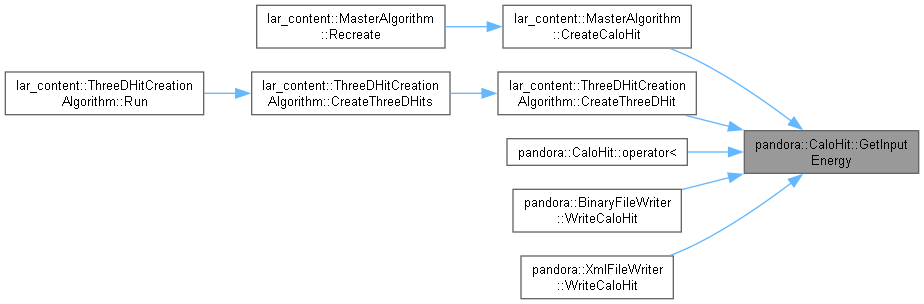 lar_content::MasterAlgorithm
::Recreate
lar_content::MasterAlgorithm
::CreateCaloHit
lar_content::ThreeDHitCreation
Algorithm::Run
lar_content::ThreeDHitCreation
Algorithm::CreateThreeDHits
lar_content::ThreeDHitCreation
Algorithm::CreateThreeDHit
pandora::CaloHit::operator<
pandora::CaloHit::GetInput
Energy
pandora::BinaryFileWriter
::WriteCaloHit
pandora::XmlFileWriter
::WriteCaloHit